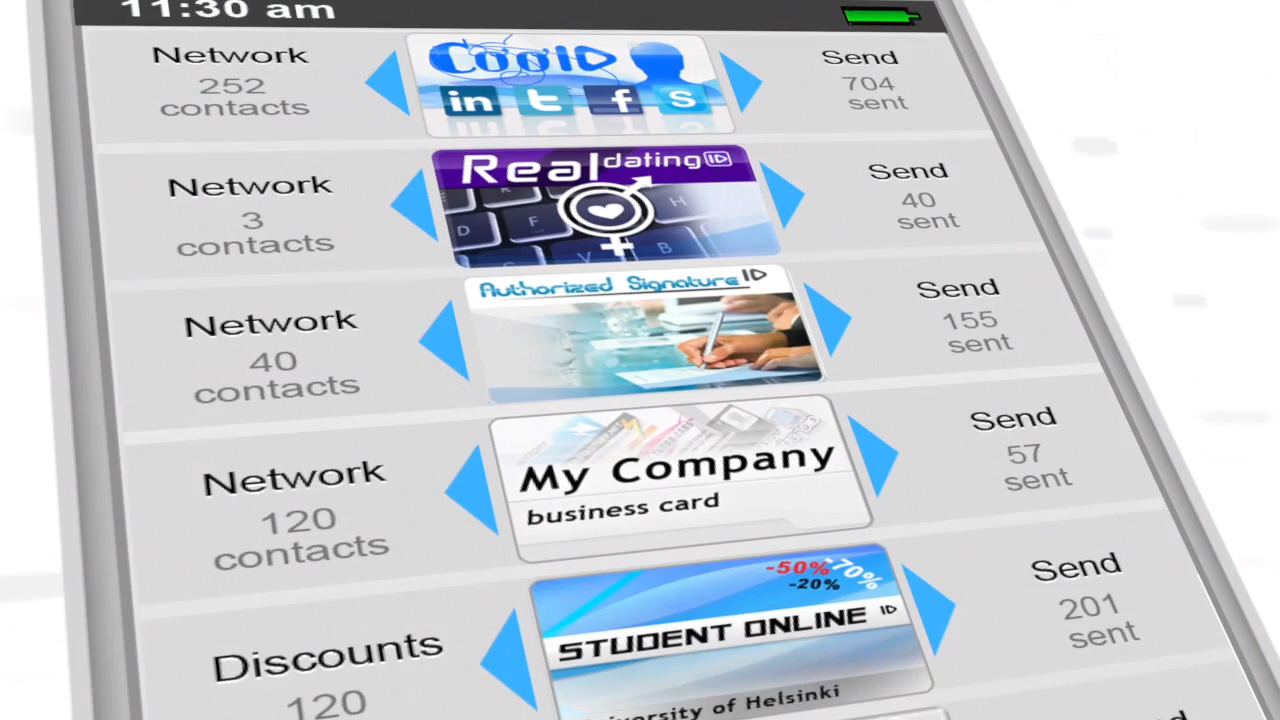 11:30 am
Network
252
contacts
CoolD
in t f S
Send
704
sent
Network
3
contacts
Real dating ID
D F H V B
Send
40
sent
Network
40
contacts
Authorized Signature ID
Send
155
sent
Network
120
contacts
My Company
business card
Send
57
sent
Discounts
120
-50% -70%
-20%
STUDENT ONLINE ID
University of Helsinki
Send
201
sent